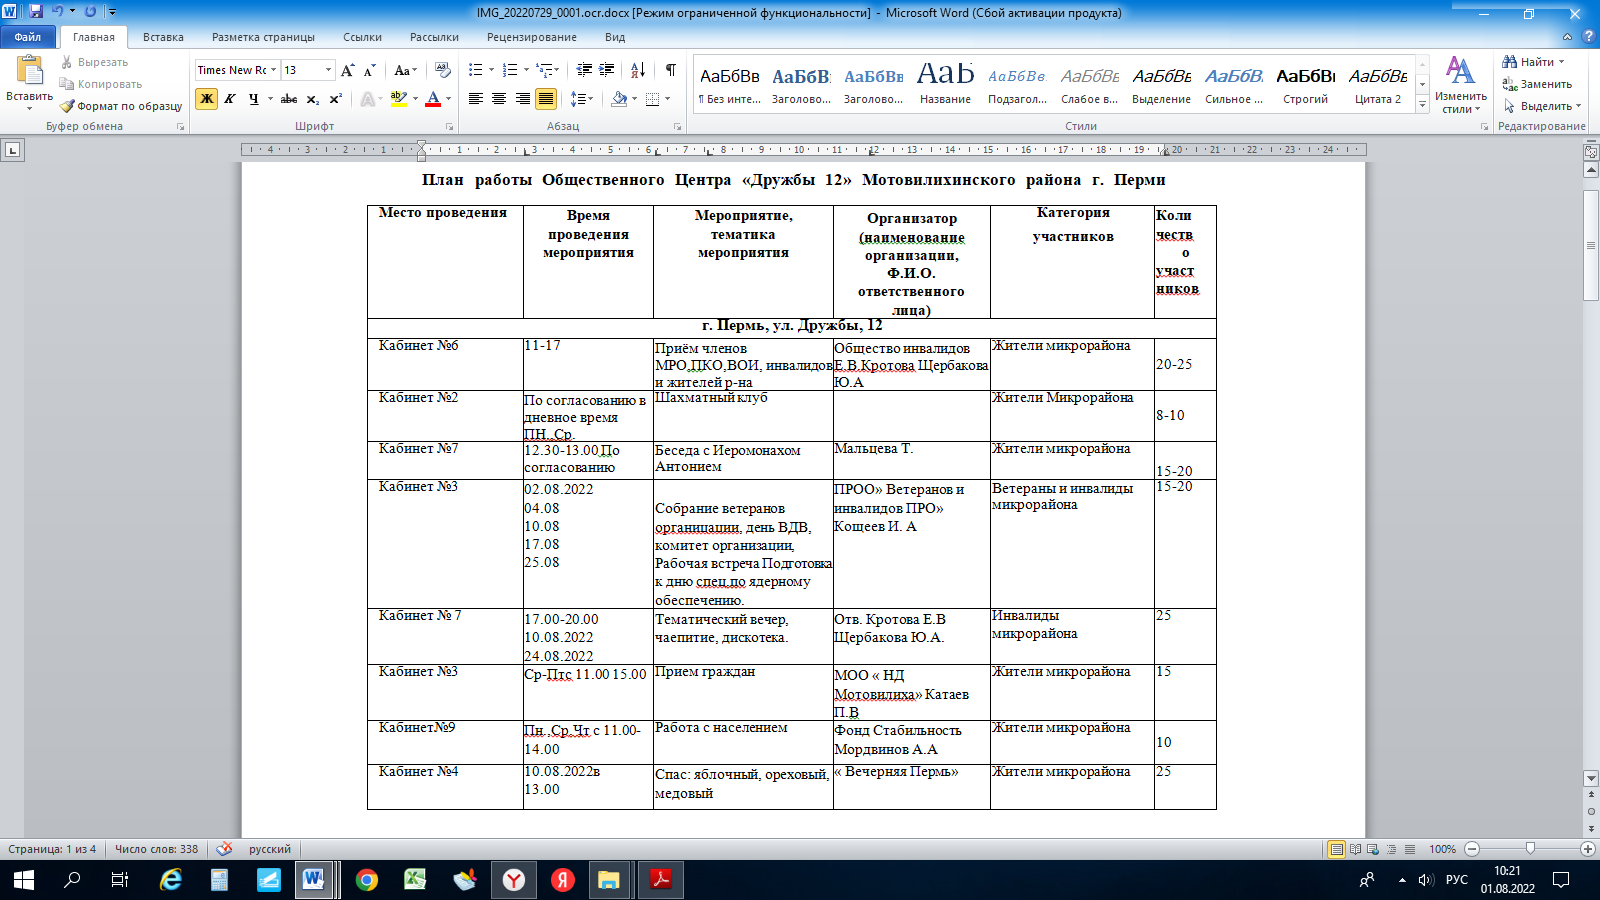 IMG_20220729_0001.ocr.docx [Режим ограниченной функциональности] - Microsoft Word (Сбой активации продукта)
Файл Главная Вставка Разметка страницы Ссылки Рассылки Рецензирование Вид
Вставить
Вырезать
Копировать
Формат по образцу
Буфер обмена
Times New Rc 13
Шрифт
Абзац
АаБбВв АаБбВ АаБбВв АаБ АаБбВв. АаБбВв АаБбВв АаБбВв АаБбВв АаБбВв
¶ Без инте... Заголово... Заголово... Название Подзагол... Слабое в... Выделение Сильное ... Строгий Цитата 2
Стили
Изменить
стили
Найти
Заменить
Выделить
Редактирование
План работы Общественного Центра «Дружбы 12» Мотовилихинского района г. Перми
Место проведения
Время
проведения
мероприятия
Мероприятие,
тематика
мероприятия
Организатор
(наименование
организации,
Ф.И.О.
ответственного
лица)
Категория
участников
Коли
честв
о
участ
ников
г. Пермь, ул. Дружбы, 12
Кабинет №6
11-17
Приём членов
МРО,ПКО,ВОИ, инвалидов
и жителей р-на
Общество инвалидов
Е.В.Кротова Щербакова
Ю.А
Жители микрорайона
20-25
Кабинет №2
По согласованию в
дневное время
ПН.,Ср.
Шахматный клуб
Жители Микрорайона
8-10
Кабинет №7
12.30-13.00По
согласованию
Беседа с Иеромонахом
Антонием
Мальцева Т.
Жители микрорайона
15-20
Кабинет №3
02.08.2022
04.08
10.08
17.08
25.08
Собрание ветеранов
органицации, день ВДВ,
комитет организации,
Рабочая встреча Подготовка
к дню спец.по ядерному
обеспечению.
ПРОО» Ветеранов и
инвалидов ПРО»
Кощеев И. А
Ветераны и инвалиды
микрорайона
15-20
Кабинет № 7
17.00-20.00
10.08.2022
24.08.2022
Тематический вечер,
чаепитие, дискотека.
Отв. Кротова Е.В
Щербакова Ю.А.
Инвалиды
микрорайона
25
Кабинет №3
Ср-Птс 11.00 15.00
Прием граждан
МОО « НД
Мотовилиха» Катаев
П.В
Жители микрорайона
15
Кабинет№9
Пн.,Ср,Чт с 11.00-
14.00
Работа с населением
Фонд Стабильность
Мордвинов А.А
Жители микрорайона
10
Кабинет №4
10.08.2022в
13.00
Спас: яблочный, ореховый,
медовый
« Вечерняя Пермь»
Жители микрорайона
25
Страница: 1 из 4 Число слов: 338 русский 100%
РУС
10:21
01.08.2022